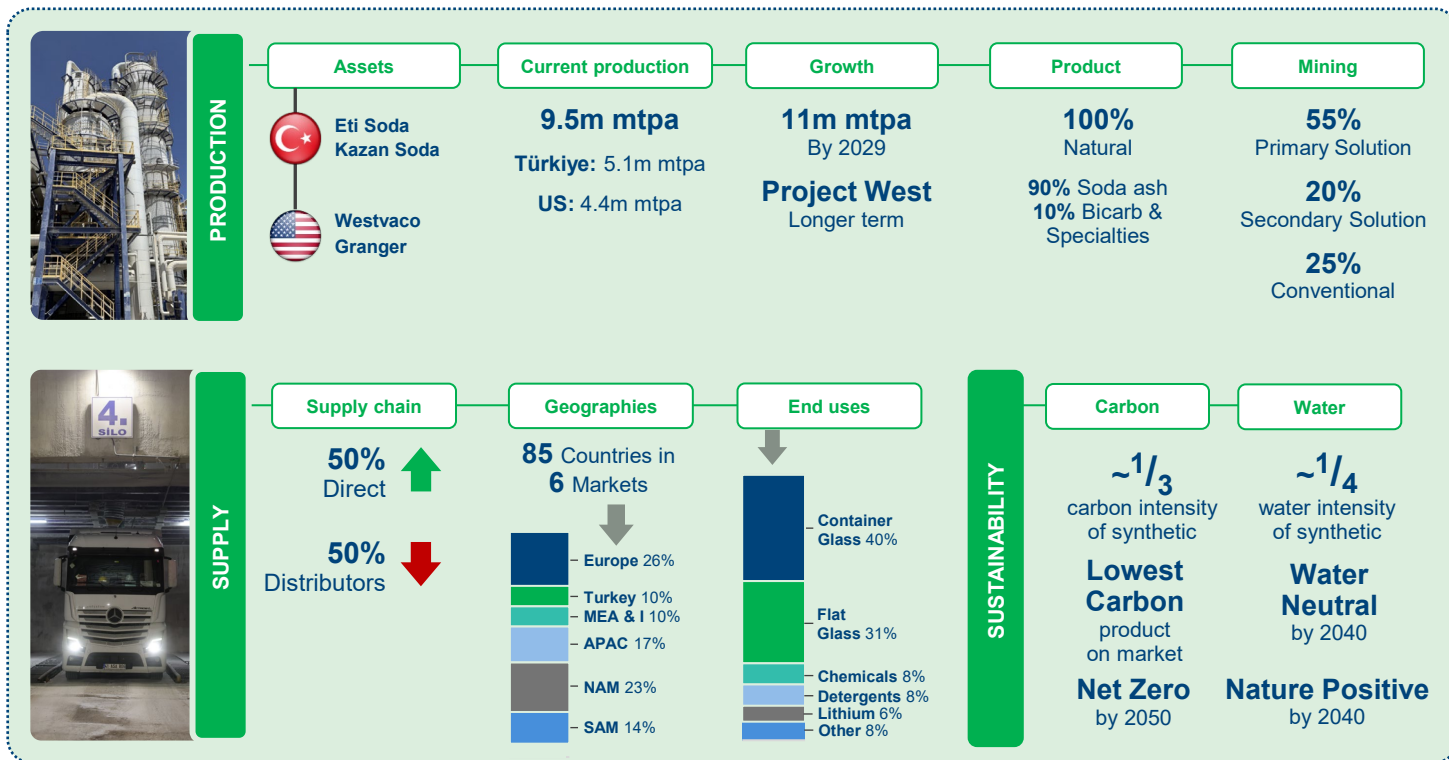 PRODUCTION
Assets
Eti Soda
Kazan Soda
Westvaco
Granger
Current production
9.5m mtpa
Türkiye: 5.1m mtpa
US: 4.4m mtpa
Growth
11m mtpa
By 2029
Project West
Longer term
Product
100%
Natural
90% Soda ash
10% Bicarb &
Specialties
Mining
55%
Primary Solution
20%
Secondary Solution
25%
Conventional
4.
SİLO
SUPPLY
Supply chain
50%
Direct
50%
Distributors
Geographies
85 Countries in
6 Markets
Europe 26%
Turkey 10%
MEA & I 10%
APAC 17%
NAM 23%
SAM 14%
End uses
Container
Glass 40%
Flat
Glass 31%
Chemicals 8%
Detergents 8%
Lithium 6%
Other 8%
SUSTAINABILITY
Carbon
~1/3
carbon intensity
of synthetic
Lowest
Carbon
product
on market
Net Zero
by 2050
Water
~1/4
water intensity
of synthetic
Water
Neutral
by 2040
Nature Positive
by 2040